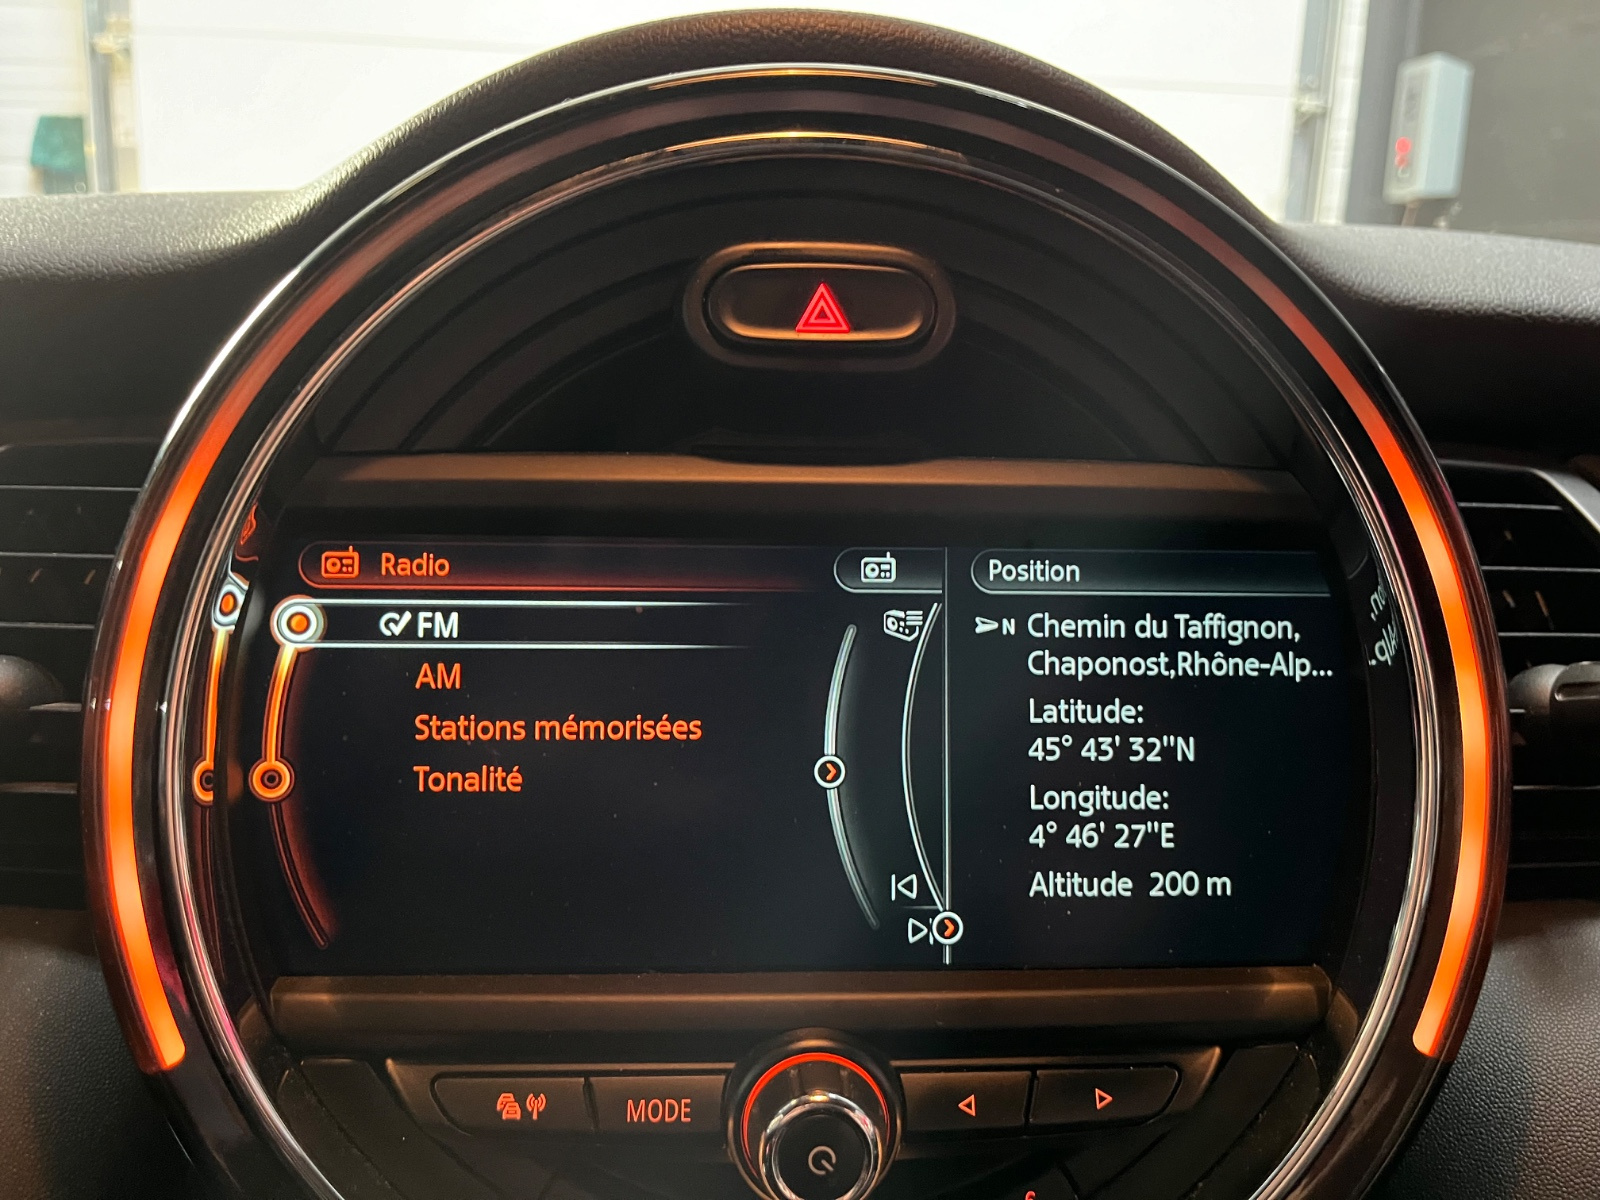 Radio
FM
AM
Stations mémorisées
Tonalité
Position
N Chemin du Taffignon,
Chaponost,Rhône-Alp...
Latitude:
45° 43' 32"N
Longitude:
4° 46' 27"E
Altitude 200 m
MODE